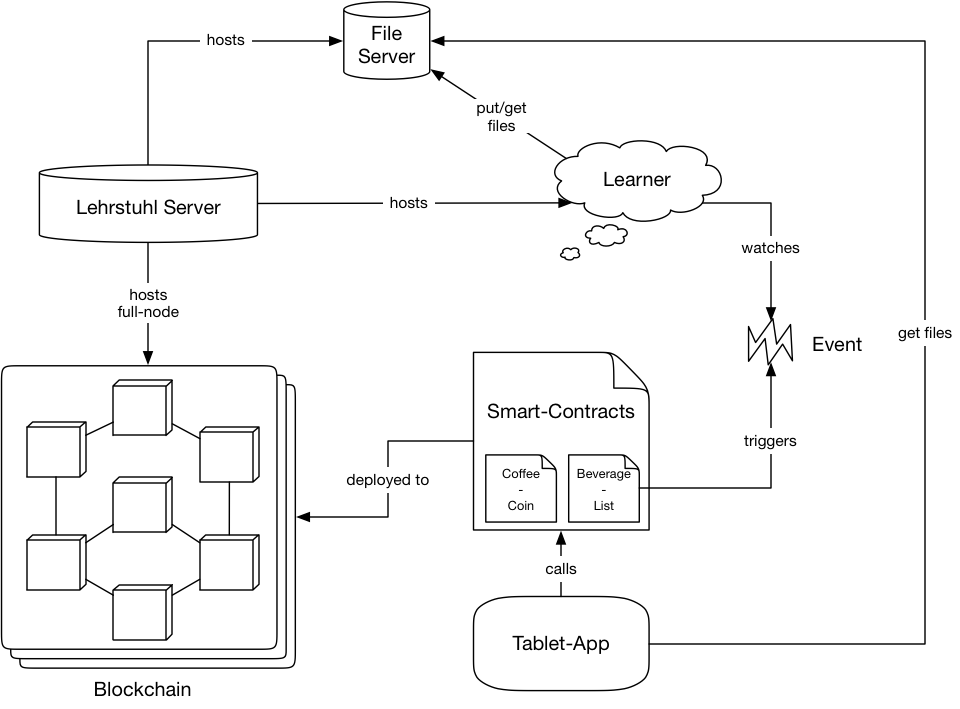 hosts
File
Server
put/get
files
Learner
Lehrstuhl Server
hosts
watches
hosts
full-node
Event
get files
Smart-Contracts
triggers
Coffee
-
Coin
Beverage
-
List
deployed to
calls
Tablet-App
Blockchain